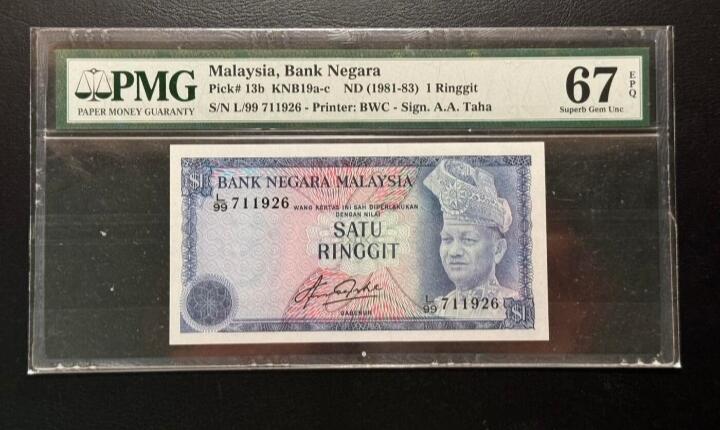 PMG
PAPER MONEY GUARANTY
Malaysia, Bank Negara
Pick# 13b KNB19a-c ND (1981-83) 1 Ringgit
S/N L/99 711926 - Printer: BWC - Sign. A.A. Taha
67 EPQ
Superb Gem Unc
$1 BANK NEGARA MALAYSIA
L/99 711926
WANG KERTAS INI SAH DIPERLAKUKAN
DENGAN NILAI
SATU
RINGGIT
GABENUR
L/99 711926
$1